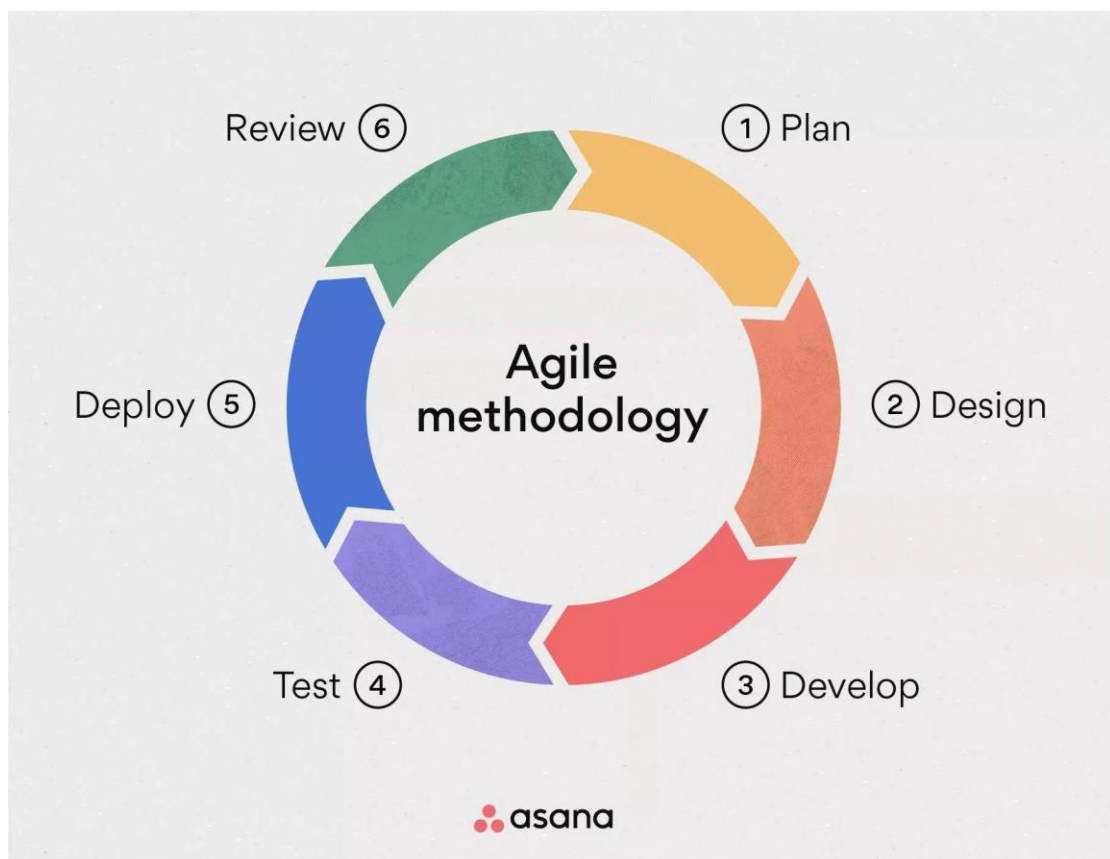 Review 6
1 Plan
Agile
methodology
Deploy 5
2 Design
Test 4
3 Develop
asana